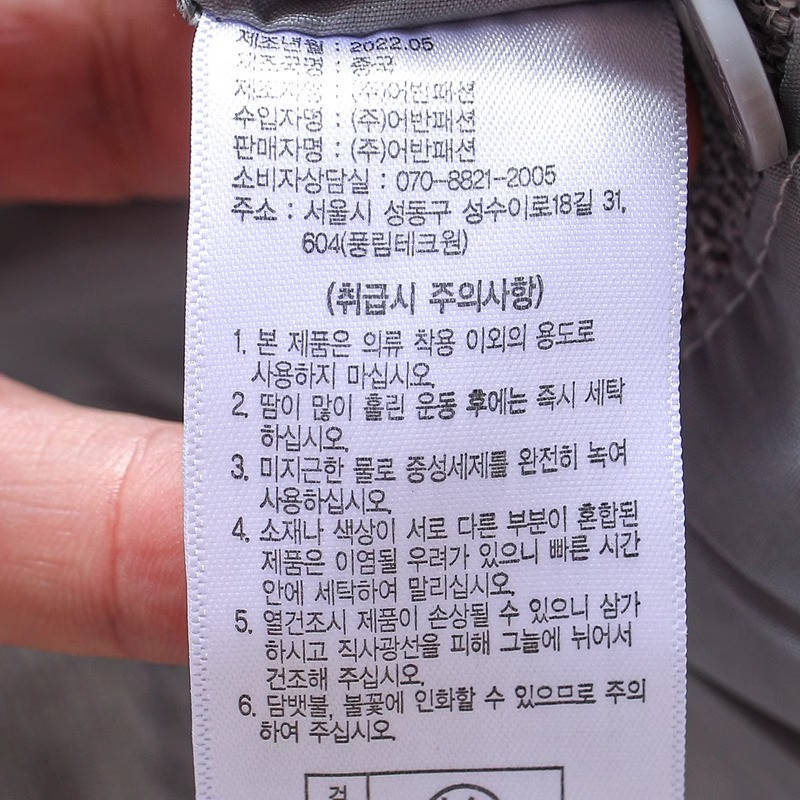 제조년월 : 2022.05
제조국명 : 중국
제조자명 : (주)어반패션
수입자명 : (주)어반패션
판매자명 : (주)어반패션
소비자상담실 : 070-8821-2005
주소 : 서울시 성동구 성수이로18길 31,
604(풍림테크원)
(취급시 주의사항)
1. 본 제품은 의류 착용 이외의 용도로
사용하지 마십시오.
2. 땀이 많이 흘린 운동 후에는 즉시 세탁
하십시오.
3. 미지근한 물로 중성세제를 완전히 녹여
사용하십시오.
4. 소재나 색상이 서로 다른 부분이 혼합된
제품은 이염될 우려가 있으니 빠른 시간
안에 세탁하여 말리십시오.
5. 열건조시 제품이 손상될 수 있으니 삼가
하시고 직사광선을 피해 그늘에 뉘어서
건조해 주십시오.
6. 담뱃불, 불꽃에 인화할 수 있으므로 주의
하여 주십시오.